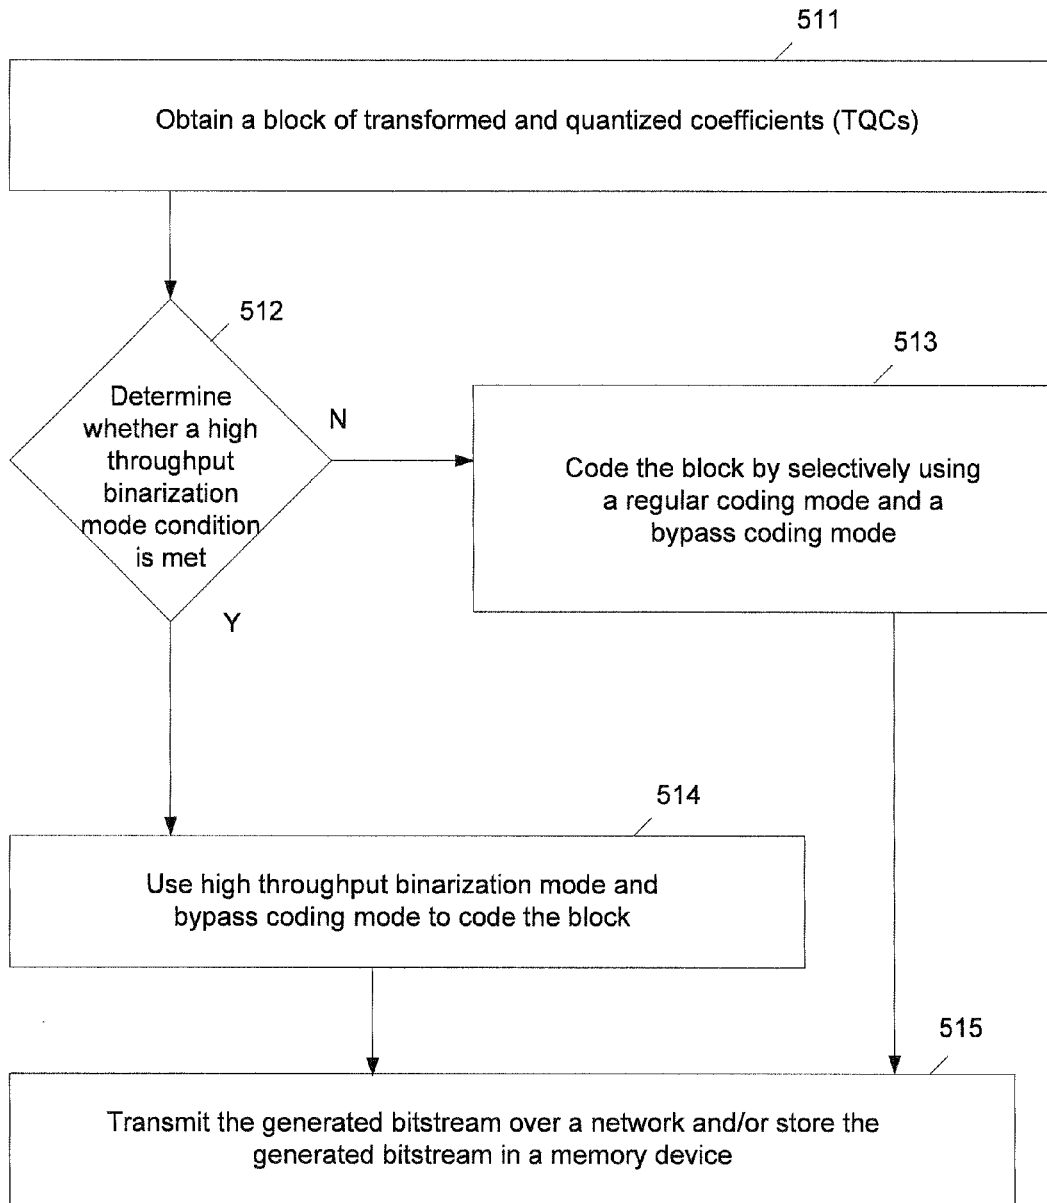 511
Obtain a block of transformed and quantized coefficients (TQCs)
512
Determine
whether a high
throughput
binarization
mode condition
is met
N
513
Code the block by selectively using
a regular coding mode and a
bypass coding mode
Y
514
Use high throughput binarization mode and
bypass coding mode to code the block
515
Transmit the generated bitstream over a network and/or store the
generated bitstream in a memory device